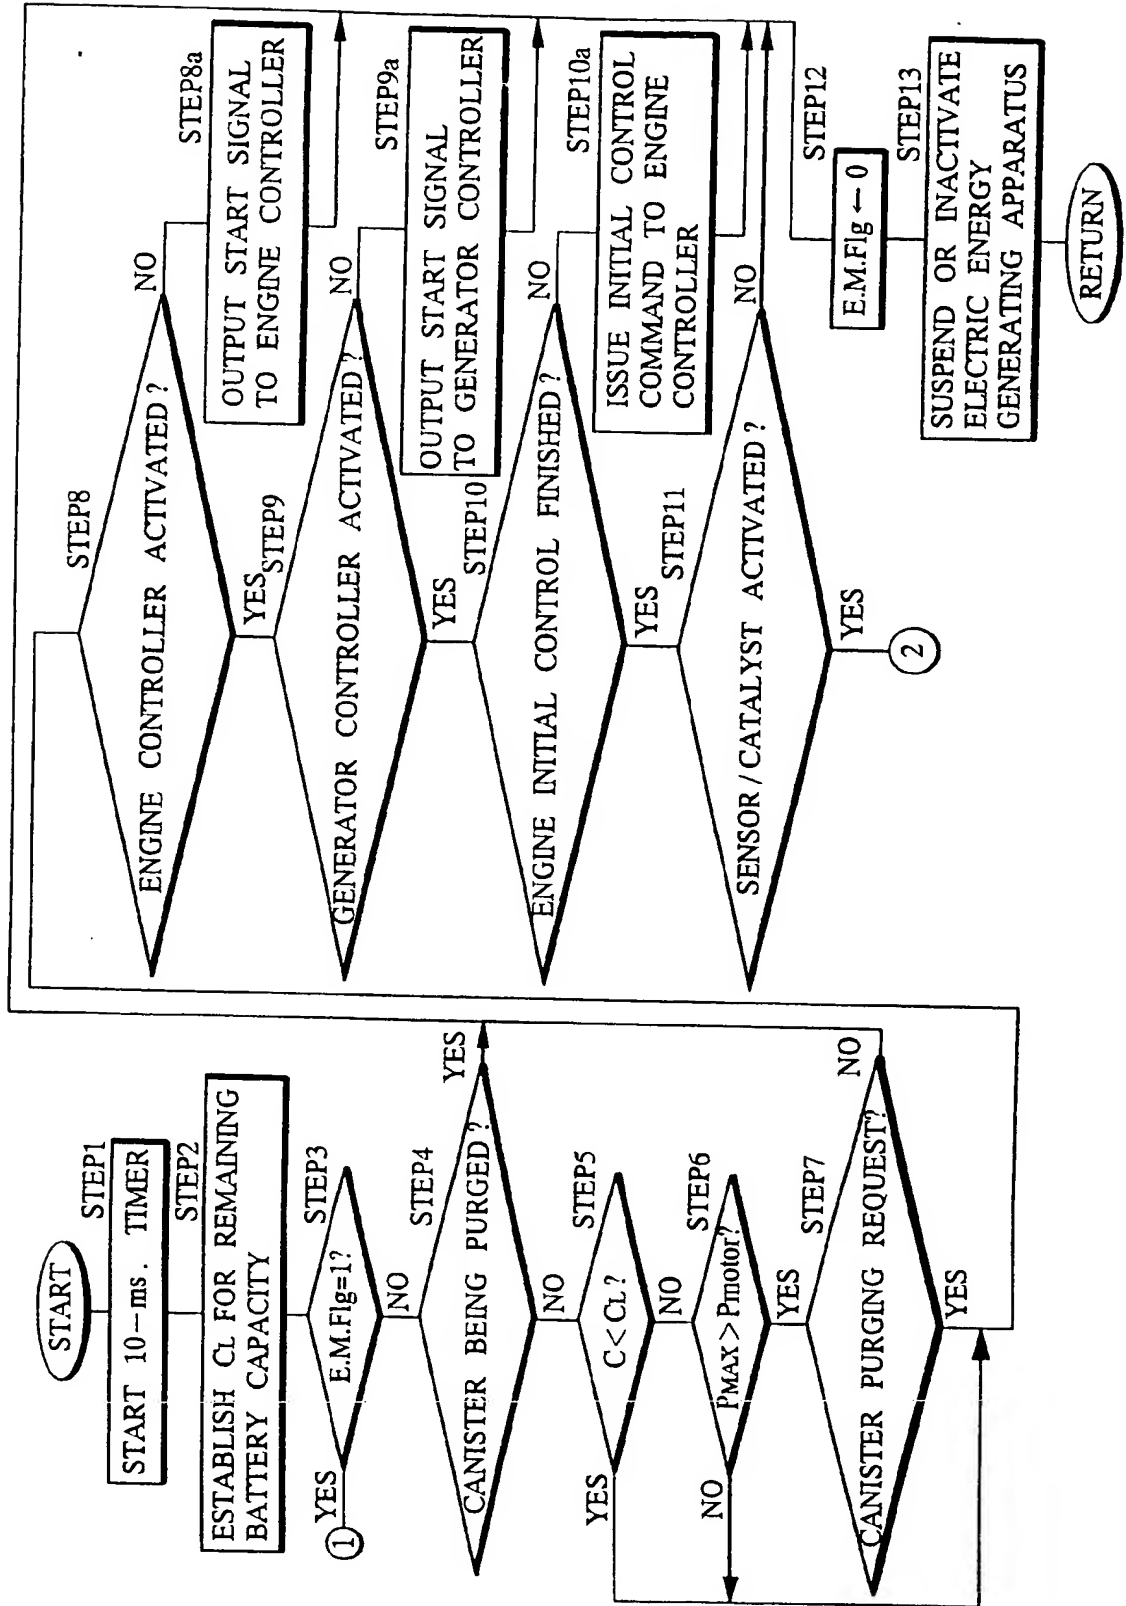 START
STEP1
START 10-ms. TIMER
STEP2
ESTABLISH CL FOR REMAINING
BATTERY CAPACITY
STEP3
E.M.Flg=1?
YES
1
NO
STEP4
CANISTER BEING PURGED?
YES
NO
STEP5
C < CL?
YES
NO
STEP6
PMAX > Pmotor?
NO
YES
STEP7
CANISTER PURGING REQUEST?
NO
YES
STEP8
ENGINE CONTROLLER ACTIVATED?
NO
STEP8a
OUTPUT START SIGNAL
TO ENGINE CONTROLLER
YES
STEP9
GENERATOR CONTROLLER ACTIVATED?
NO
STEP9a
OUTPUT START SIGNAL
TO GENERATOR CONTROLLER
YES
STEP10
ENGINE INITIAL CONTROL FINISHED?
NO
STEP10a
ISSUE INITIAL CONTROL
COMMAND TO ENGINE
CONTROLLER
YES
STEP11
SENSOR/CATALYST ACTIVATED?
NO
YES
2
STEP12
E.M.Flg ← 0
STEP13
SUSPEND OR INACTIVATE
ELECTRIC ENERGY
GENERATING APPARATUS
RETURN